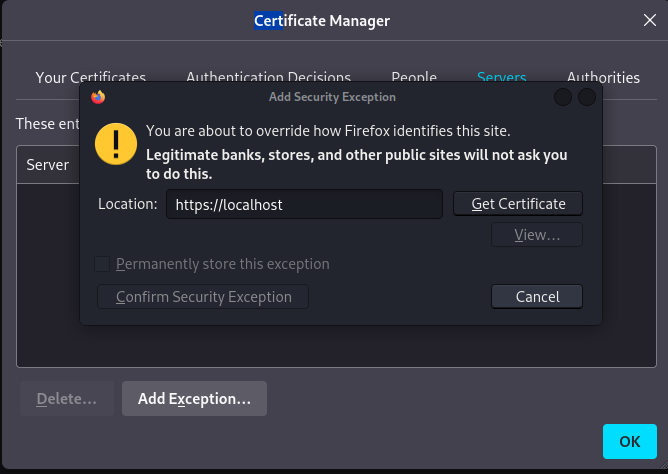 Certificate Manager
Your Certificates Authentication Decisions People Servers Authorities
These ent
Server
Add Security Exception
You are about to override how Firefox identifies this site.
Legitimate banks, stores, and other public sites will not ask you
to do this.
Location: https://localhost Get Certificate
View...
Permanently store this exception
Confirm Security Exception Cancel
Delete... Add Exception...
OK